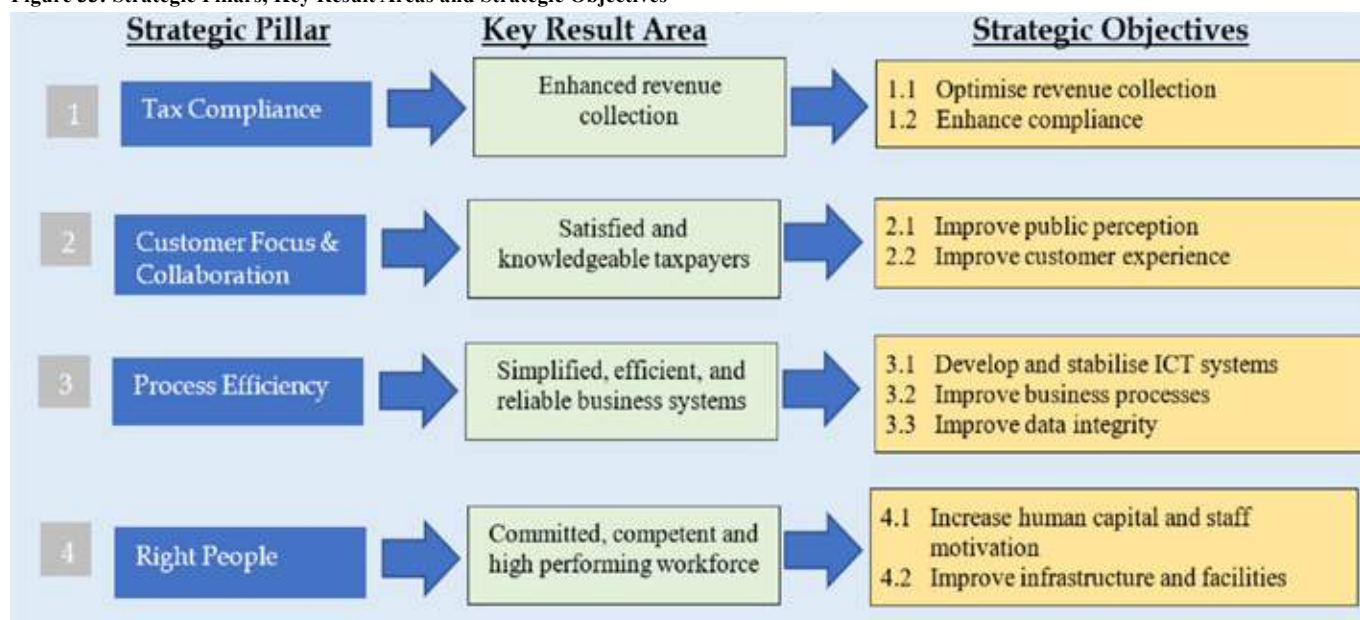 Strategic Pillar Key Result Area Strategic Objectives
1 Tax Compliance
Enhanced revenue
collection
1.1 Optimise revenue collection
1.2 Enhance compliance
2 Customer Focus &
Collaboration
Satisfied and
knowledgeable taxpayers
2.1 Improve public perception
2.2 Improve customer experience
3 Process Efficiency
Simplified, efficient, and
reliable business systems
3.1 Develop and stabilise ICT systems
3.2 Improve business processes
3.3 Improve data integrity
4 Right People
Committed, competent and
high performing workforce
4.1 Increase human capital and staff
motivation
4.2 Improve infrastructure and facilities